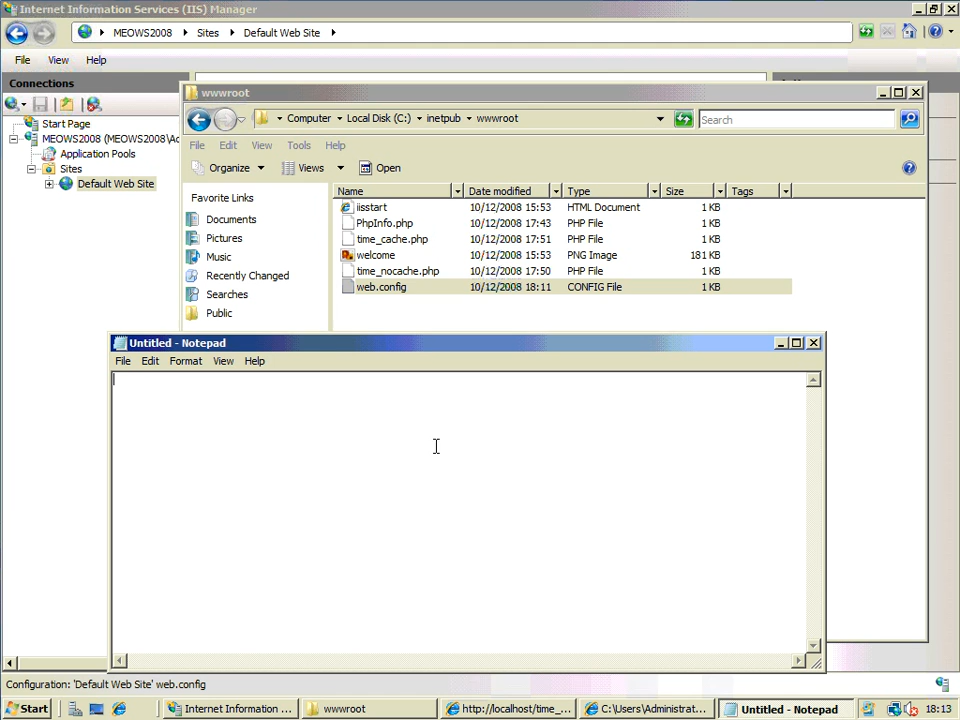 Internet Information Services (IIS) Manager
MEOWS2008 Sites Default Web Site
File View Help
Connections
Start Page
MEOWS2008 (MEOWS2008\Ac
Application Pools
Sites
Default Web Site
wwwroot
Computer Local Disk (C:) inetpub wwwroot
Search
File Edit View Tools Help
Organize Views Open
Favorite Links
Documents
Pictures
Music
Recently Changed
Searches
Public
Name Date modified Type Size Tags
iisstart 10/12/2008 15:53 HTML Document 1 KB
PhpInfo.php 10/12/2008 17:43 PHP File 1 KB
time_cache.php 10/12/2008 17:51 PHP File 1 KB
welcome 10/12/2008 15:53 PNG Image 181 KB
time_nocache.php 10/12/2008 17:50 PHP File 1 KB
web.config 10/12/2008 18:11 CONFIG File 1 KB
Untitled - Notepad
File Edit Format View Help
Configuration: 'Default Web Site' web.config
Start Internet Information ... wwwroot http://localhost/time_... C:\Users\Administrat... Untitled - Notepad 18:13